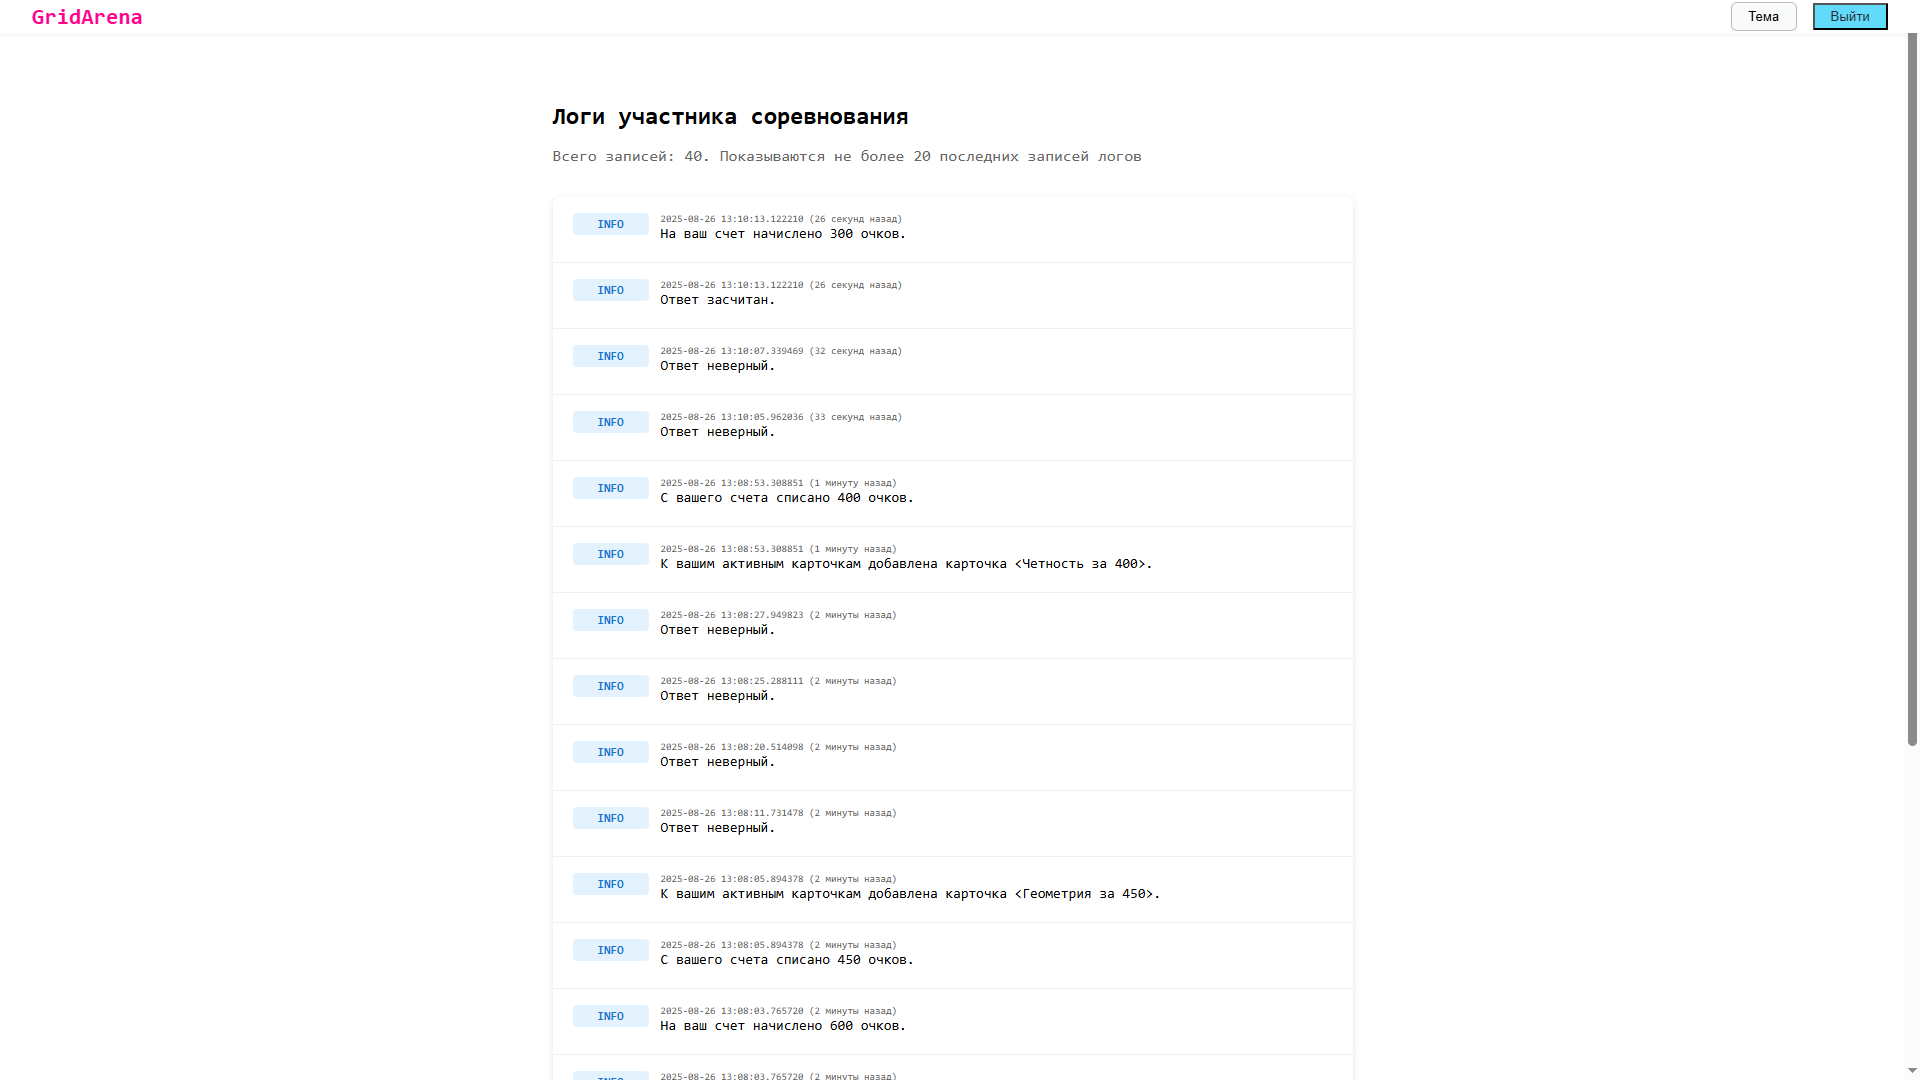 GridArena
Тема
Выйти
Логи участника соревнования
Всего записей: 40. Показываются не более 20 последних записей логов
INFO
2025-08-26 13:10:13.122210 (26 секунд назад)
На ваш счет начислено 300 очков.
INFO
2025-08-26 13:10:13.122210 (26 секунд назад)
Ответ засчитан.
INFO
2025-08-26 13:10:07.339469 (32 секунд назад)
Ответ неверный.
INFO
2025-08-26 13:10:05.962036 (33 секунд назад)
Ответ неверный.
INFO
2025-08-26 13:08:53.308851 (1 минуту назад)
С вашего счета списано 400 очков.
INFO
2025-08-26 13:08:53.308851 (1 минуту назад)
К вашим активным карточкам добавлена карточка <Четность за 400>.
INFO
2025-08-26 13:08:27.949823 (2 минуты назад)
Ответ неверный.
INFO
2025-08-26 13:08:25.288111 (2 минуты назад)
Ответ неверный.
INFO
2025-08-26 13:08:20.514098 (2 минуты назад)
Ответ неверный.
INFO
2025-08-26 13:08:11.731478 (2 минуты назад)
Ответ неверный.
INFO
2025-08-26 13:08:05.894378 (2 минуты назад)
К вашим активным карточкам добавлена карточка <Геометрия за 450>.
INFO
2025-08-26 13:08:05.894378 (2 минуты назад)
С вашего счета списано 450 очков.
INFO
2025-08-26 13:08:03.765720 (2 минуты назад)
На ваш счет начислено 600 очков.
INFO
2025-08-26 13:08:03.765720 (2 минуты назад)